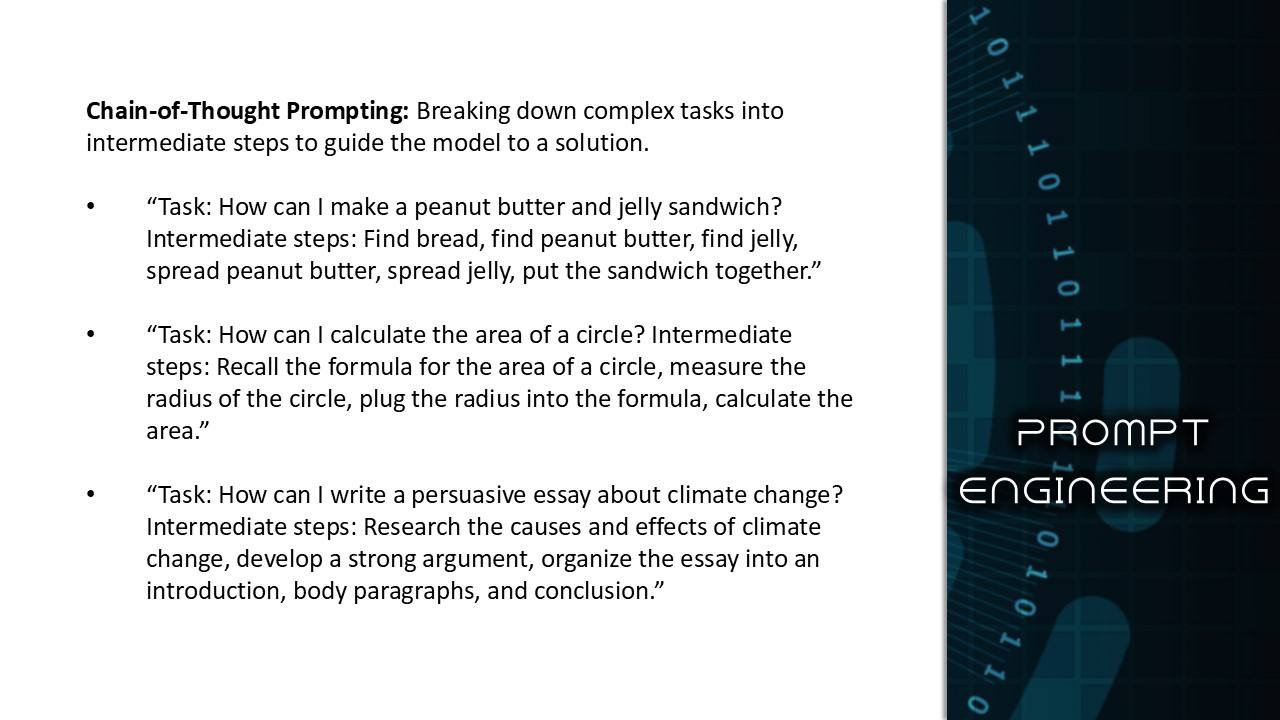 Chain-of-Thought Prompting: Breaking down complex tasks into
intermediate steps to guide the model to a solution.
• “Task: How can I make a peanut butter and jelly sandwich?
Intermediate steps: Find bread, find peanut butter, find jelly,
spread peanut butter, spread jelly, put the sandwich together.”
• “Task: How can I calculate the area of a circle? Intermediate
steps: Recall the formula for the area of a circle, measure the
radius of the circle, plug the radius into the formula, calculate the
area.”
• “Task: How can I write a persuasive essay about climate change?
Intermediate steps: Research the causes and effects of climate
change, develop a strong argument, organize the essay into an
introduction, body paragraphs, and conclusion.”
PROMPT
ENGINEERING